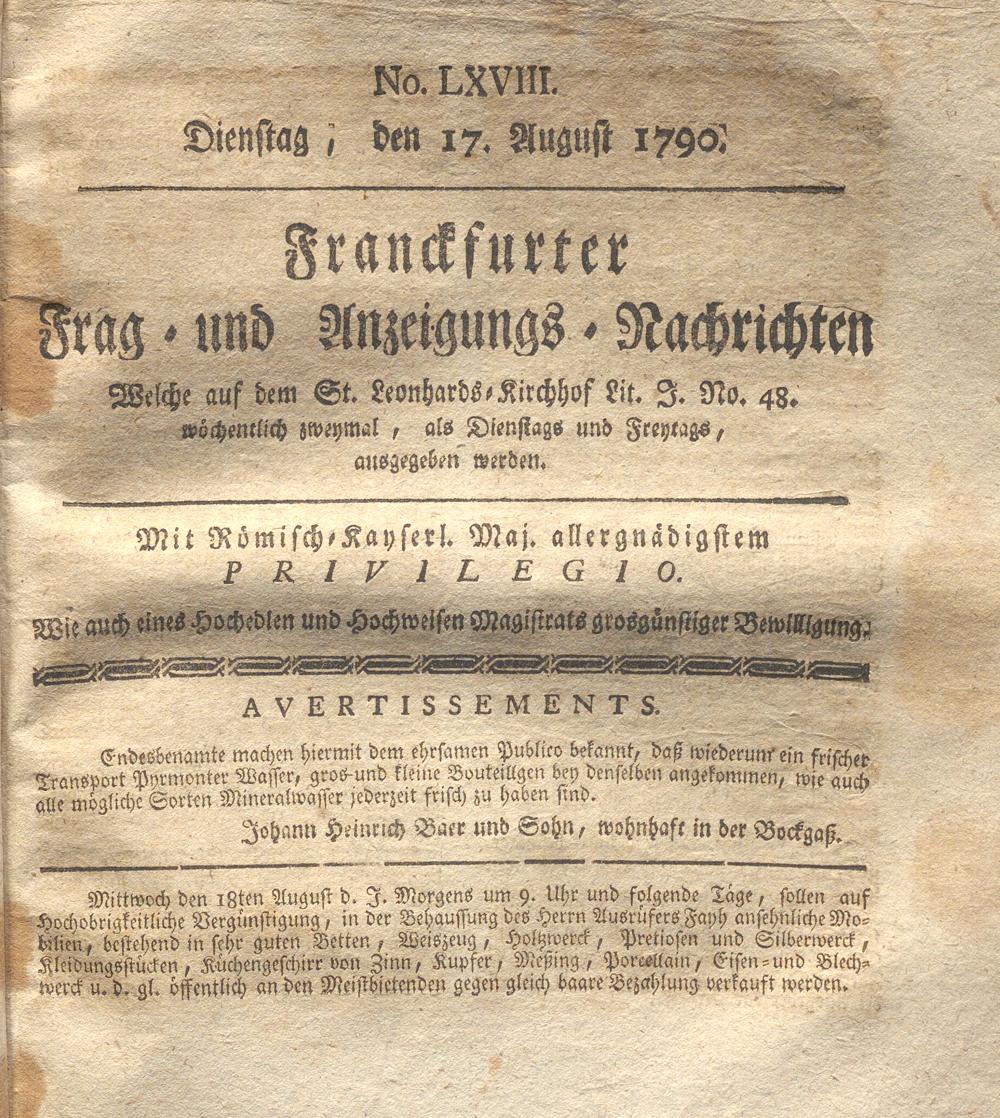 No. LXVIII.
Dienstag, den 17. August 1790.
Franckfurter
Frag- und Anzeigungs-Nachrichten
Welche auf dem St. Leonhards-Kirchhof Lit. J. No. 48.
wöchentlich zweymal, als Dienstags und Freytags,
ausgegeben werden.
Mit Römisch-Kayserl. Maj. allergnädigstem
PRIVILEGIO.
Wie auch eines Hochedlen und Hochweisen Magistrats grosgünstiger Bewilligung.
AVERTISSEMENTS.
Endesbenamte machen hiermit dem ehrsamen Publico bekannt, daß wiederum ein frischer
Transport Pyrmonter Wasser, gros- und kleine Bouteillgen bey denselben angekommen, wie auch
alle mögliche Sorten Mineralwasser jederzeit frisch zu haben sind.
Johann Heinrich Baer und Sohn, wohnhaft in der Bockgaß.
Mittwoch den 18ten August d. J. Morgens um 9. Uhr und folgende Täge, sollen auf
Hochobrigkeitliche Vergünstigung, in der Behaussung des Herrn Ausrüfers Fayh ansehnliche Mo-
bilien, bestehend in sehr guten Betten, Weiszeug, Holtzwerck, Pretiosen und Silberwerck,
Kleidungsstücken, Küchengeschirr von Zinn, Kupfer, Meßing, Porcellain, Eisen- und Blech-
werck u. d. gl. öffentlich an den Meistbietenden gegen gleich baare Bezahlung verkauft werden.